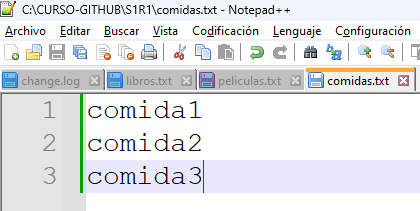 C:\CURSO-GITHUB\S1R1\comidas.txt - Notepad++
Archivo Editar Buscar Vista Codificación Lenguaje Configuración
change.log libros.txt peliculas.txt comidas.txt
1 comida1
2 comida2
3 comida3